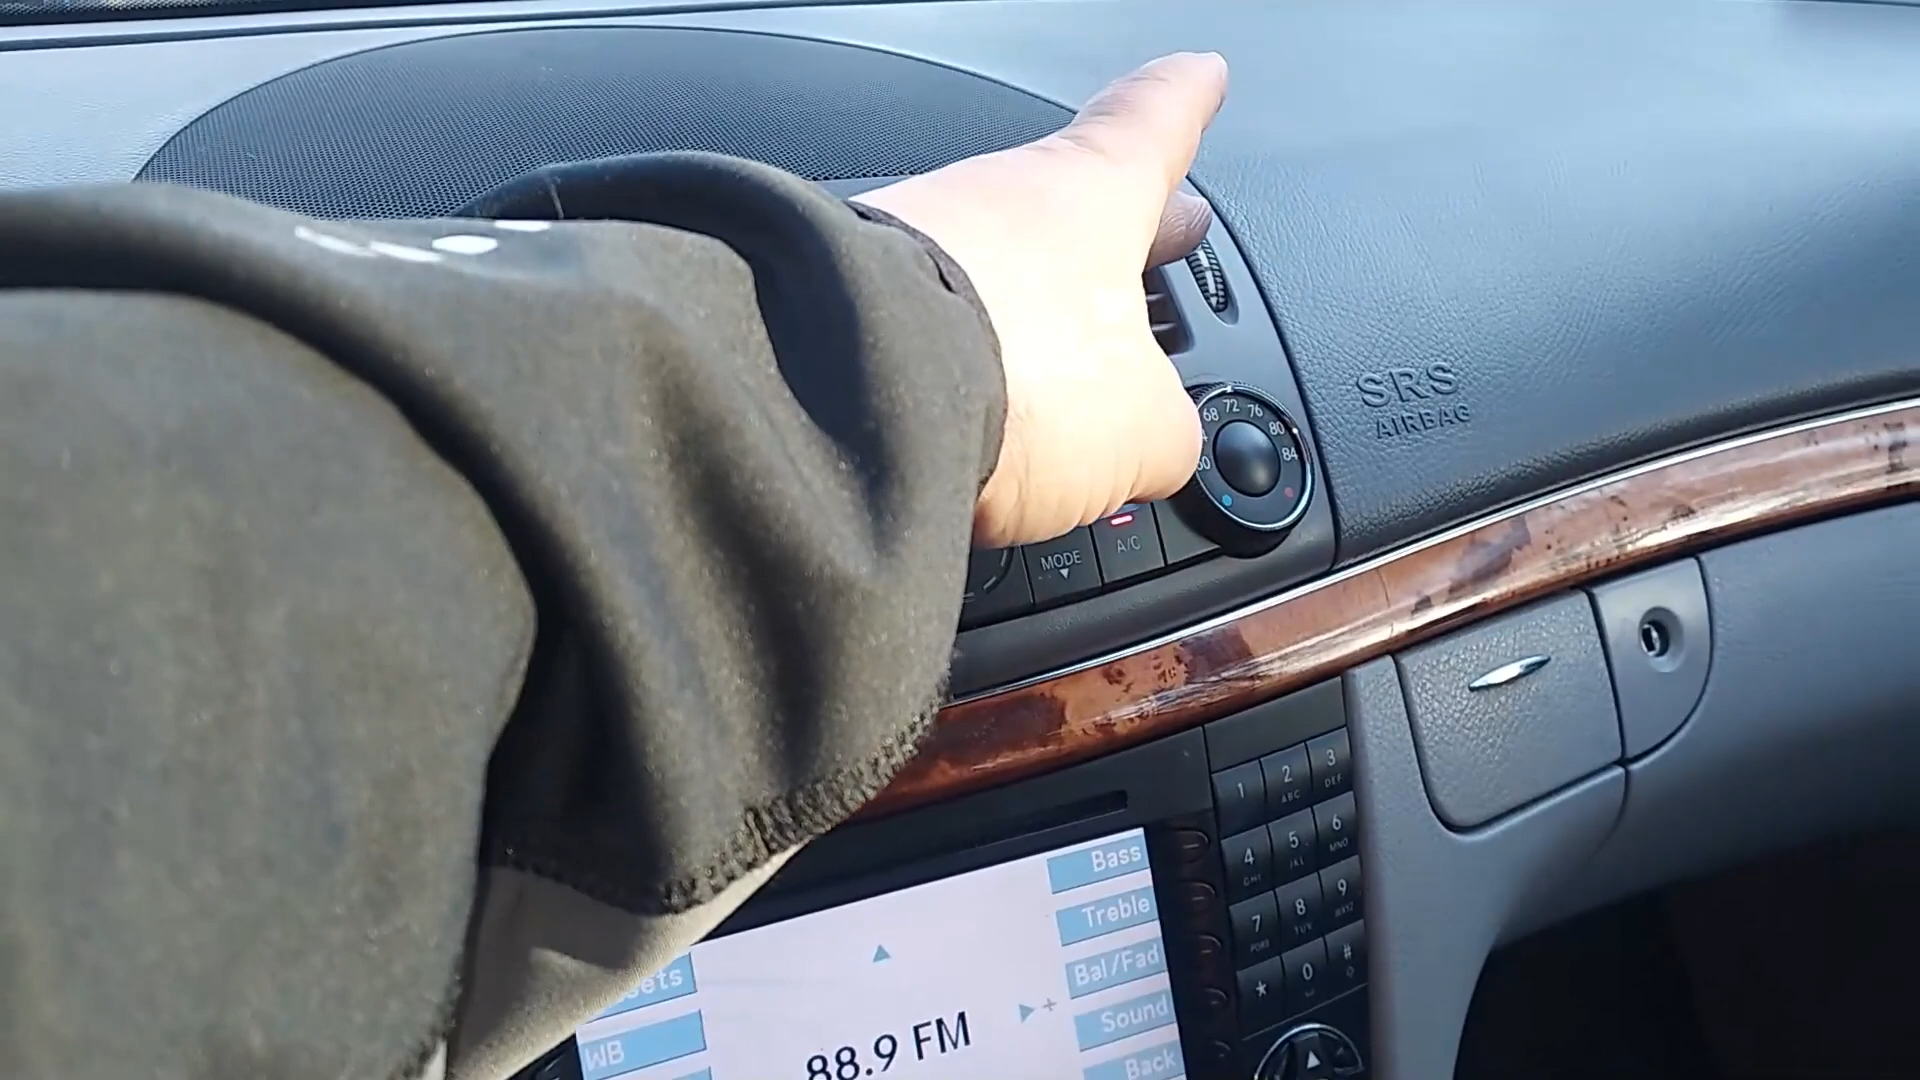 68 72 76 80 84
SRS
AIRBAG
MODE
A/C
1
2 ABC
3 DEF
4 GHI
5 JKL
6 MNO
7 PQRS
8 TUV
9 WXYZ
* 0 #
Bass
Treble
Bal/Fad
Sound
Back
WB
88.9 FM
+